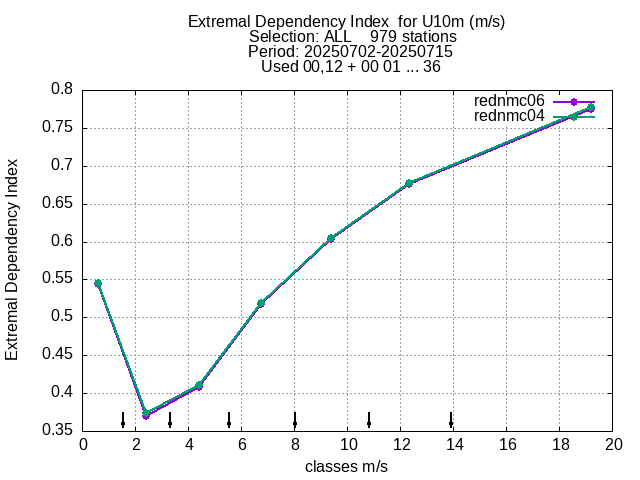 Extremal Dependency Index  for U10m (m/s)
Selection: ALL    979 stations
Period: 20250702-20250715
Used 00,12 + 00 01 ... 36
rednmc06
rednmc04
0.8
0.75
0.7
0.65
0.6
0.55
0.5
0.45
0.4
0.35
Extremal Dependency Index
0 2 4 6 8 10 12 14 16 18 20
classes m/s